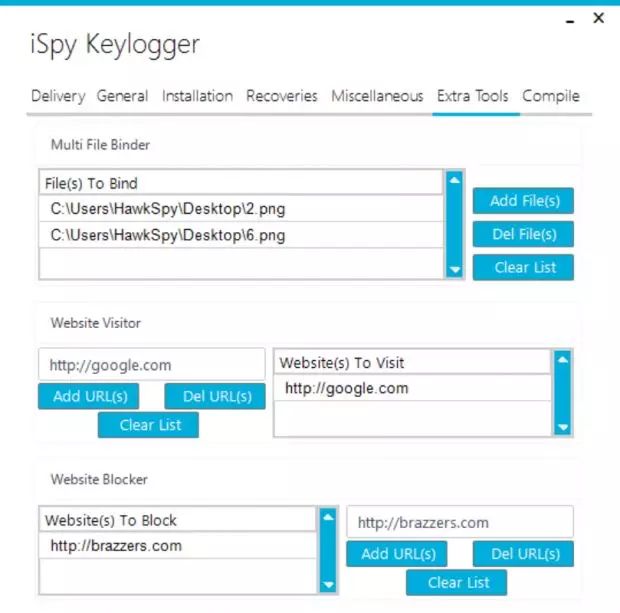 iSpy Keylogger
Delivery General Installation Recoveries Miscellaneous Extra Tools Compile
Multi File Binder
File(s) To Bind
C:\Users\HawkSpy\Desktop\2.png
C:\Users\HawkSpy\Desktop\6.png
Add File(s)
Del File(s)
Clear List
Website Visitor
http://google.com
Add URL(s) Del URL(s)
Clear List
Website(s) To Visit
http://google.com
Website Blocker
Website(s) To Block
http://brazzers.com
http://brazzers.com
Add URL(s) Del URL(s)
Clear List